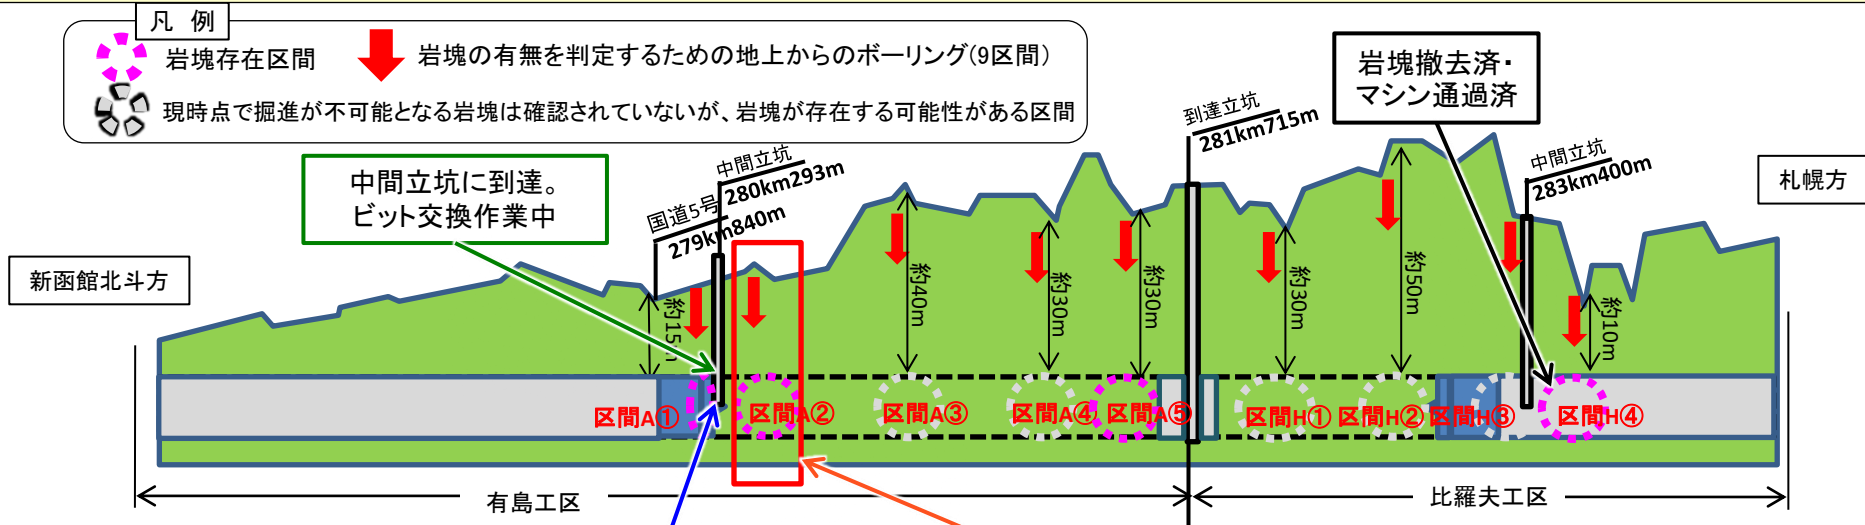 凡 例
岩塊存在区間
岩塊の有無を判定するための地上からのボーリング(9区間)
現時点で掘進が不可能となる岩塊は確認されていないが、岩塊が存在する可能性がある区間
岩塊撤去済・
マシン通過済
到達立坑
281km715m
中間立坑に到達。
ビット交換作業中
中間立坑
280km293m
国道5号
279km840m
中間立坑
283km400m
札幌方
新函館北斗方
約15m
約40m
約30m
約30m
約30m
約50m
約10m
区間A①
区間A②
区間A③
区間A④
区間A⑤
区間H①
区間H②
区間H③
区間H④
有島工区
比羅夫工区